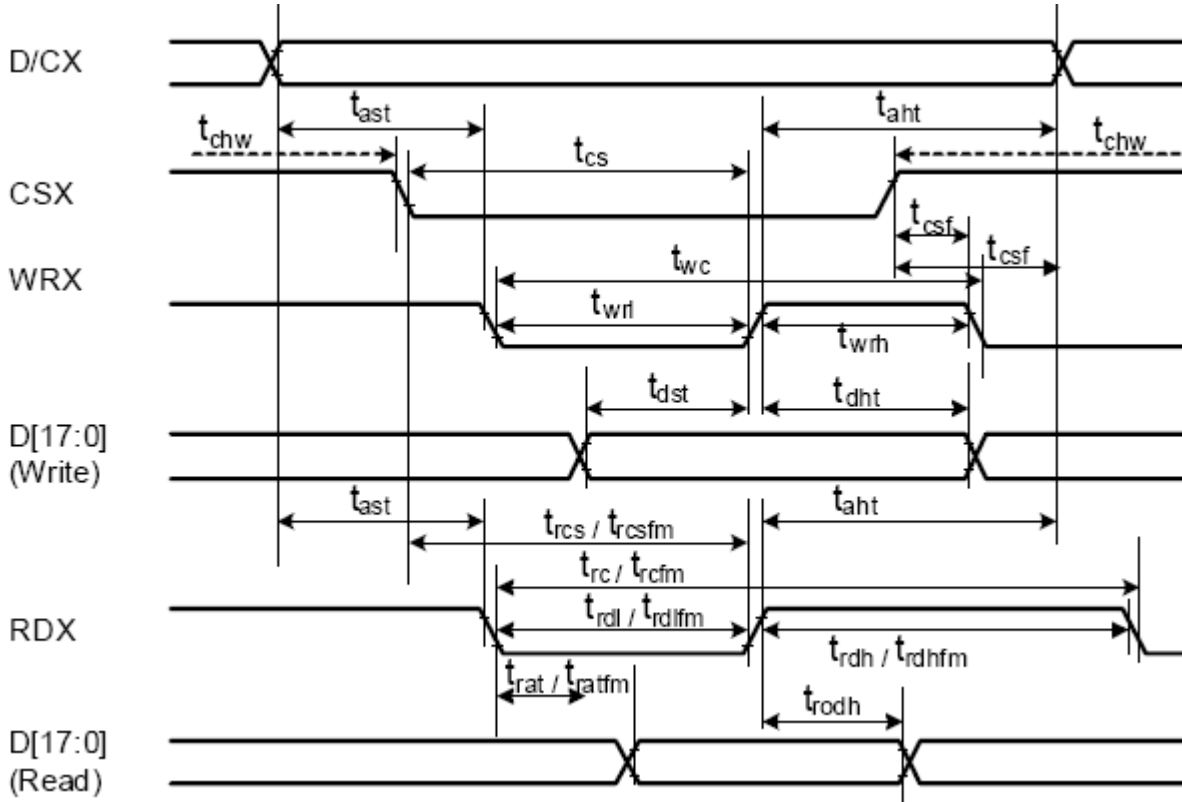 D/CX
tast
taht
tchw
tchw
tcs
CSX
tcsf
tcsf
twc
WRX
twrl
twrh
tdst
tdht
D[17:0]
(Write)
tast
taht
trcs / trcsfm
trc / trcfm
RDX
trdl / trdlfm
trdh / trdhfm
trat / tratfm
trodh
D[17:0]
(Read)